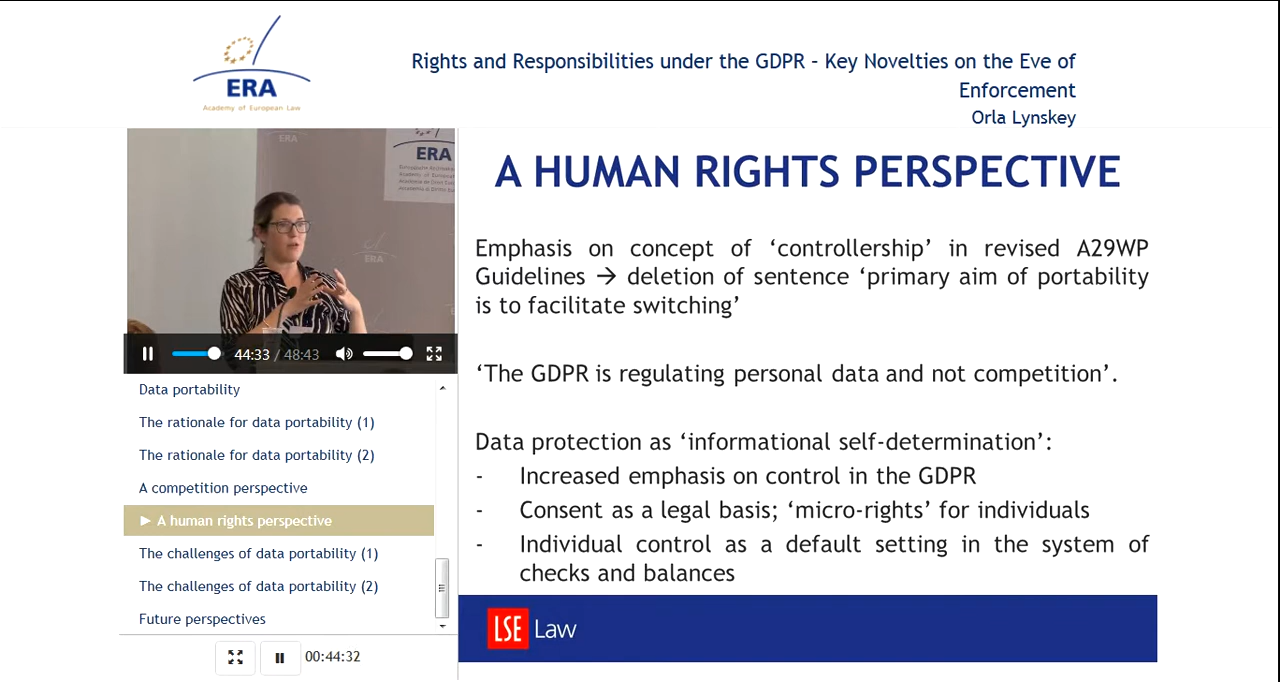 ERA
Academy of European Law
Rights and Responsibilities under the GDPR – Key Novelties on the Eve of
Enforcement
Orla Lynskey
ERA
ERA
ERA
44:33 / 48:43
Data portability
The rationale for data portability (1)
The rationale for data portability (2)
A competition perspective
► A human rights perspective
The challenges of data portability (1)
The challenges of data portability (2)
Future perspectives
00:44:32
A HUMAN RIGHTS PERSPECTIVE
Emphasis on concept of ‘controllership’ in revised A29WP
Guidelines → deletion of sentence ‘primary aim of portability
is to facilitate switching’
‘The GDPR is regulating personal data and not competition’.
Data protection as ‘informational self-determination’:
- Increased emphasis on control in the GDPR
- Consent as a legal basis; ‘micro-rights’ for individuals
- Individual control as a default setting in the system of
checks and balances
LSE Law